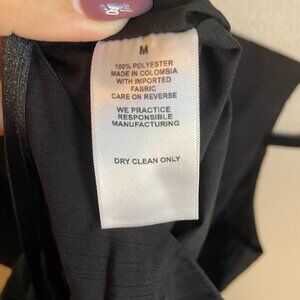 M
100% POLYESTER
MADE IN COLOMBIA
WITH IMPORTED
FABRIC
CARE ON REVERSE
WE PRACTICE
RESPONSIBLE
MANUFACTURING
DRY CLEAN ONLY